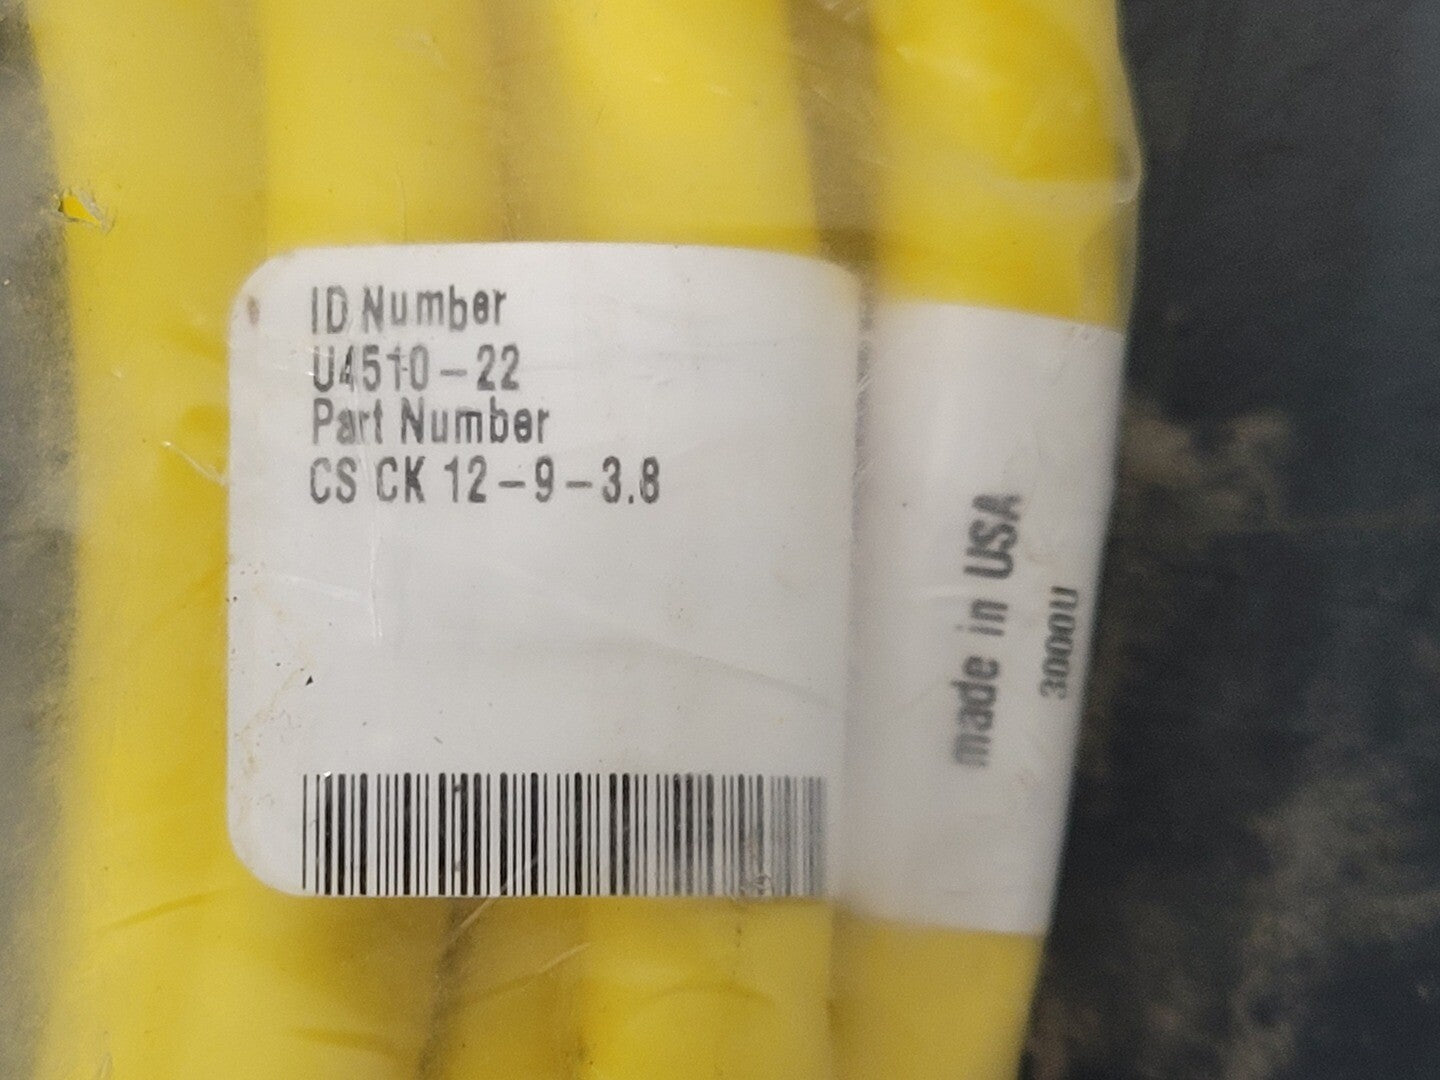 ID Number
U4510-22
Part Number
CS CK 12-9-3.8
made in USA
3000U